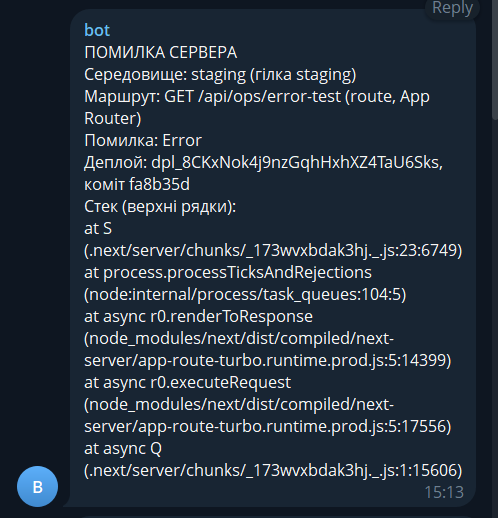 Reply
bot
ПОМИЛКА СЕРВЕРА
Середовище: staging (гілка staging)
Маршрут: GET /api/ops/error-test (route, App
Router)
Помилка: Error
Деплой: dpl_8CKxNok4j9nzGqhHxhXZ4TaU6Sks,
коміт fa8b35d
Стек (верхні рядки):
at S
(.next/server/chunks/_173wvxbdak3hj._.js:23:6749)
at process.processTicksAndRejections
(node:internal/process/task_queues:104:5)
at async r0.renderToResponse
(node_modules/next/dist/compiled/next-
server/app-route-turbo.runtime.prod.js:5:14399)
at async r0.executeRequest
(node_modules/next/dist/compiled/next-
server/app-route-turbo.runtime.prod.js:5:17556)
at async Q
(.next/server/chunks/_173wvxbdak3hj._.js:1:15606)
15:13
B